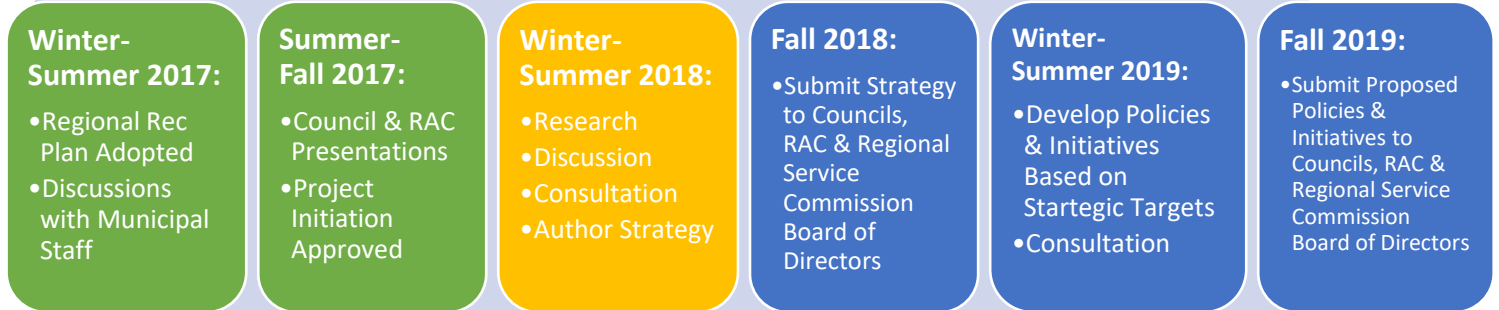 Winter-
Summer 2017:
•Regional Rec
Plan Adopted
•Discussions
with Municipal
Staff
Summer-
Fall 2017:
•Council & RAC
Presentations
•Project
Initiation
Approved
Winter-
Summer 2018:
•Research
•Discussion
•Consultation
•Author Strategy
Fall 2018:
•Submit Strategy
to Councils,
RAC & Regional
Service
Commission
Board of
Directors
Winter-
Summer 2019:
•Develop Policies
& Initiatives
Based on
Startegic Targets
•Consultation
Fall 2019:
•Submit Proposed
Policies &
Initiatives to
Councils, RAC &
Regional Service
Commission
Board of Directors